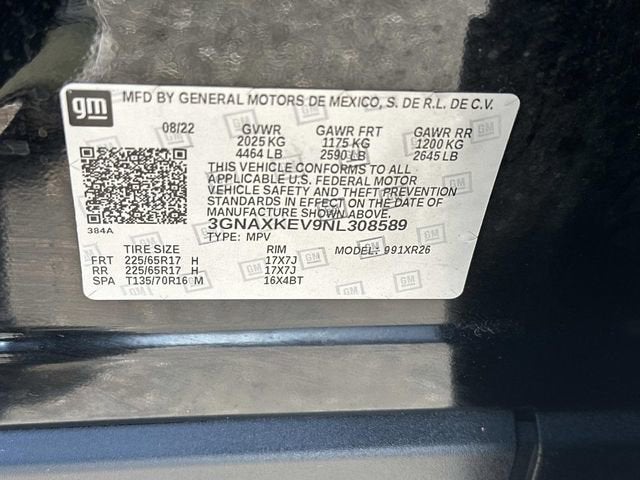 gm MFD BY GENERAL MOTORS DE MEXICO, S. DE R.L. DE C.V.
08/22 GVWR GAWR FRT GAWR RR
2025 KG 1175 KG 1200 KG
4464 LB 2590 LB 2645 LB
THIS VEHICLE CONFORMS TO ALL
APPLICABLE U.S. FEDERAL MOTOR
VEHICLE SAFETY AND THEFT PREVENTION
STANDARDS IN EFFECT ON THE DATE OF
MANUFACTURE SHOWN ABOVE.
384A 3GNAXKEV9NL308589
TYPE: MPV
TIRE SIZE RIM MODEL: 991XR26
FRT 225/65R17 H 17X7J
RR 225/65R17 H 17X7J
SPA T135/70R16 M 16X4BT